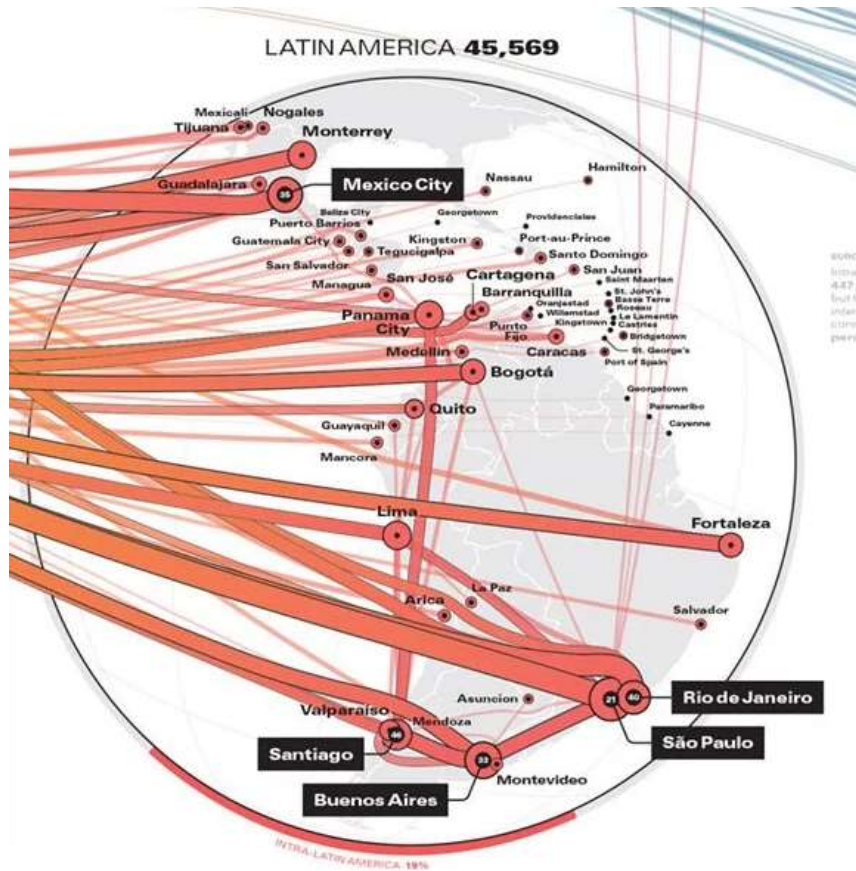 LATIN AMERICA 45,569
Mexicali
Nogales
Tijuana
Monterrey
Guadalajara
35
Mexico City
Nassau
Hamilton
Belize City
Georgetown
Providenciales
Puerto Barrios
Guatemala City
Tegucigalpa
Kingston
Port-au-Prince
Santo Domingo
San Salvador
San José
Cartagena
San Juan
Saint Maarten
Managua
Barranquilla
Oranjestad
St. John's
Basse Terre
Roseau
Panama
City
Punto
Fijo
Willemstad
Le Lamentin
Kingstown
Castries
Bridgetown
Medellin
Caracas
St. George's
Port of Spain
Bogotá
Georgetown
Quito
Paramaribo
Guayaquil
Cayenne
Mancora
Lima
Fortaleza
La Paz
Arica
Salvador
Asuncion
21
40
Rio de Janeiro
Valparaíso
Mendoza
46
São Paulo
Santiago
33
Montevideo
Buenos Aires
INTRA-LATIN AMERICA 19%